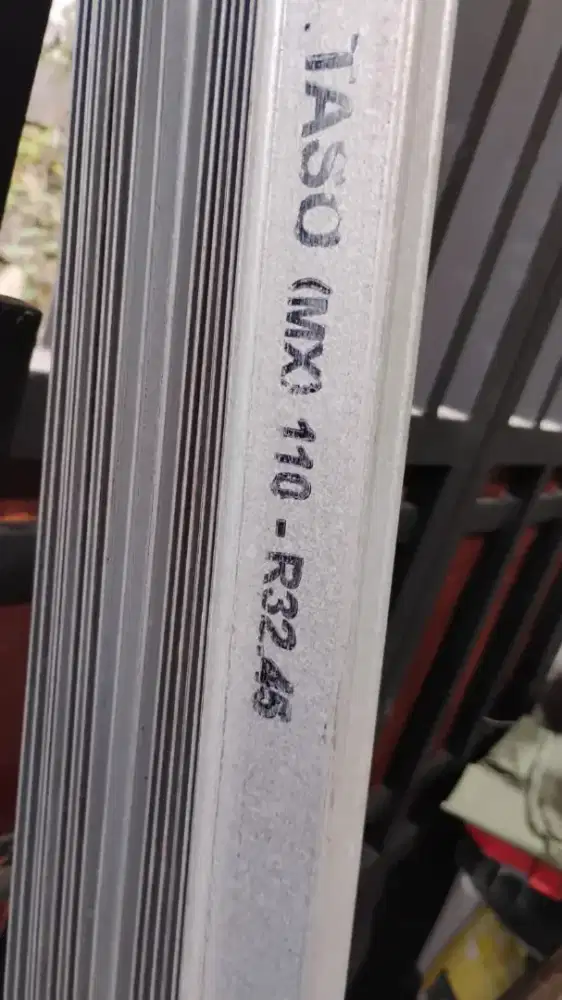 TASO (MX) 110 - R32.45